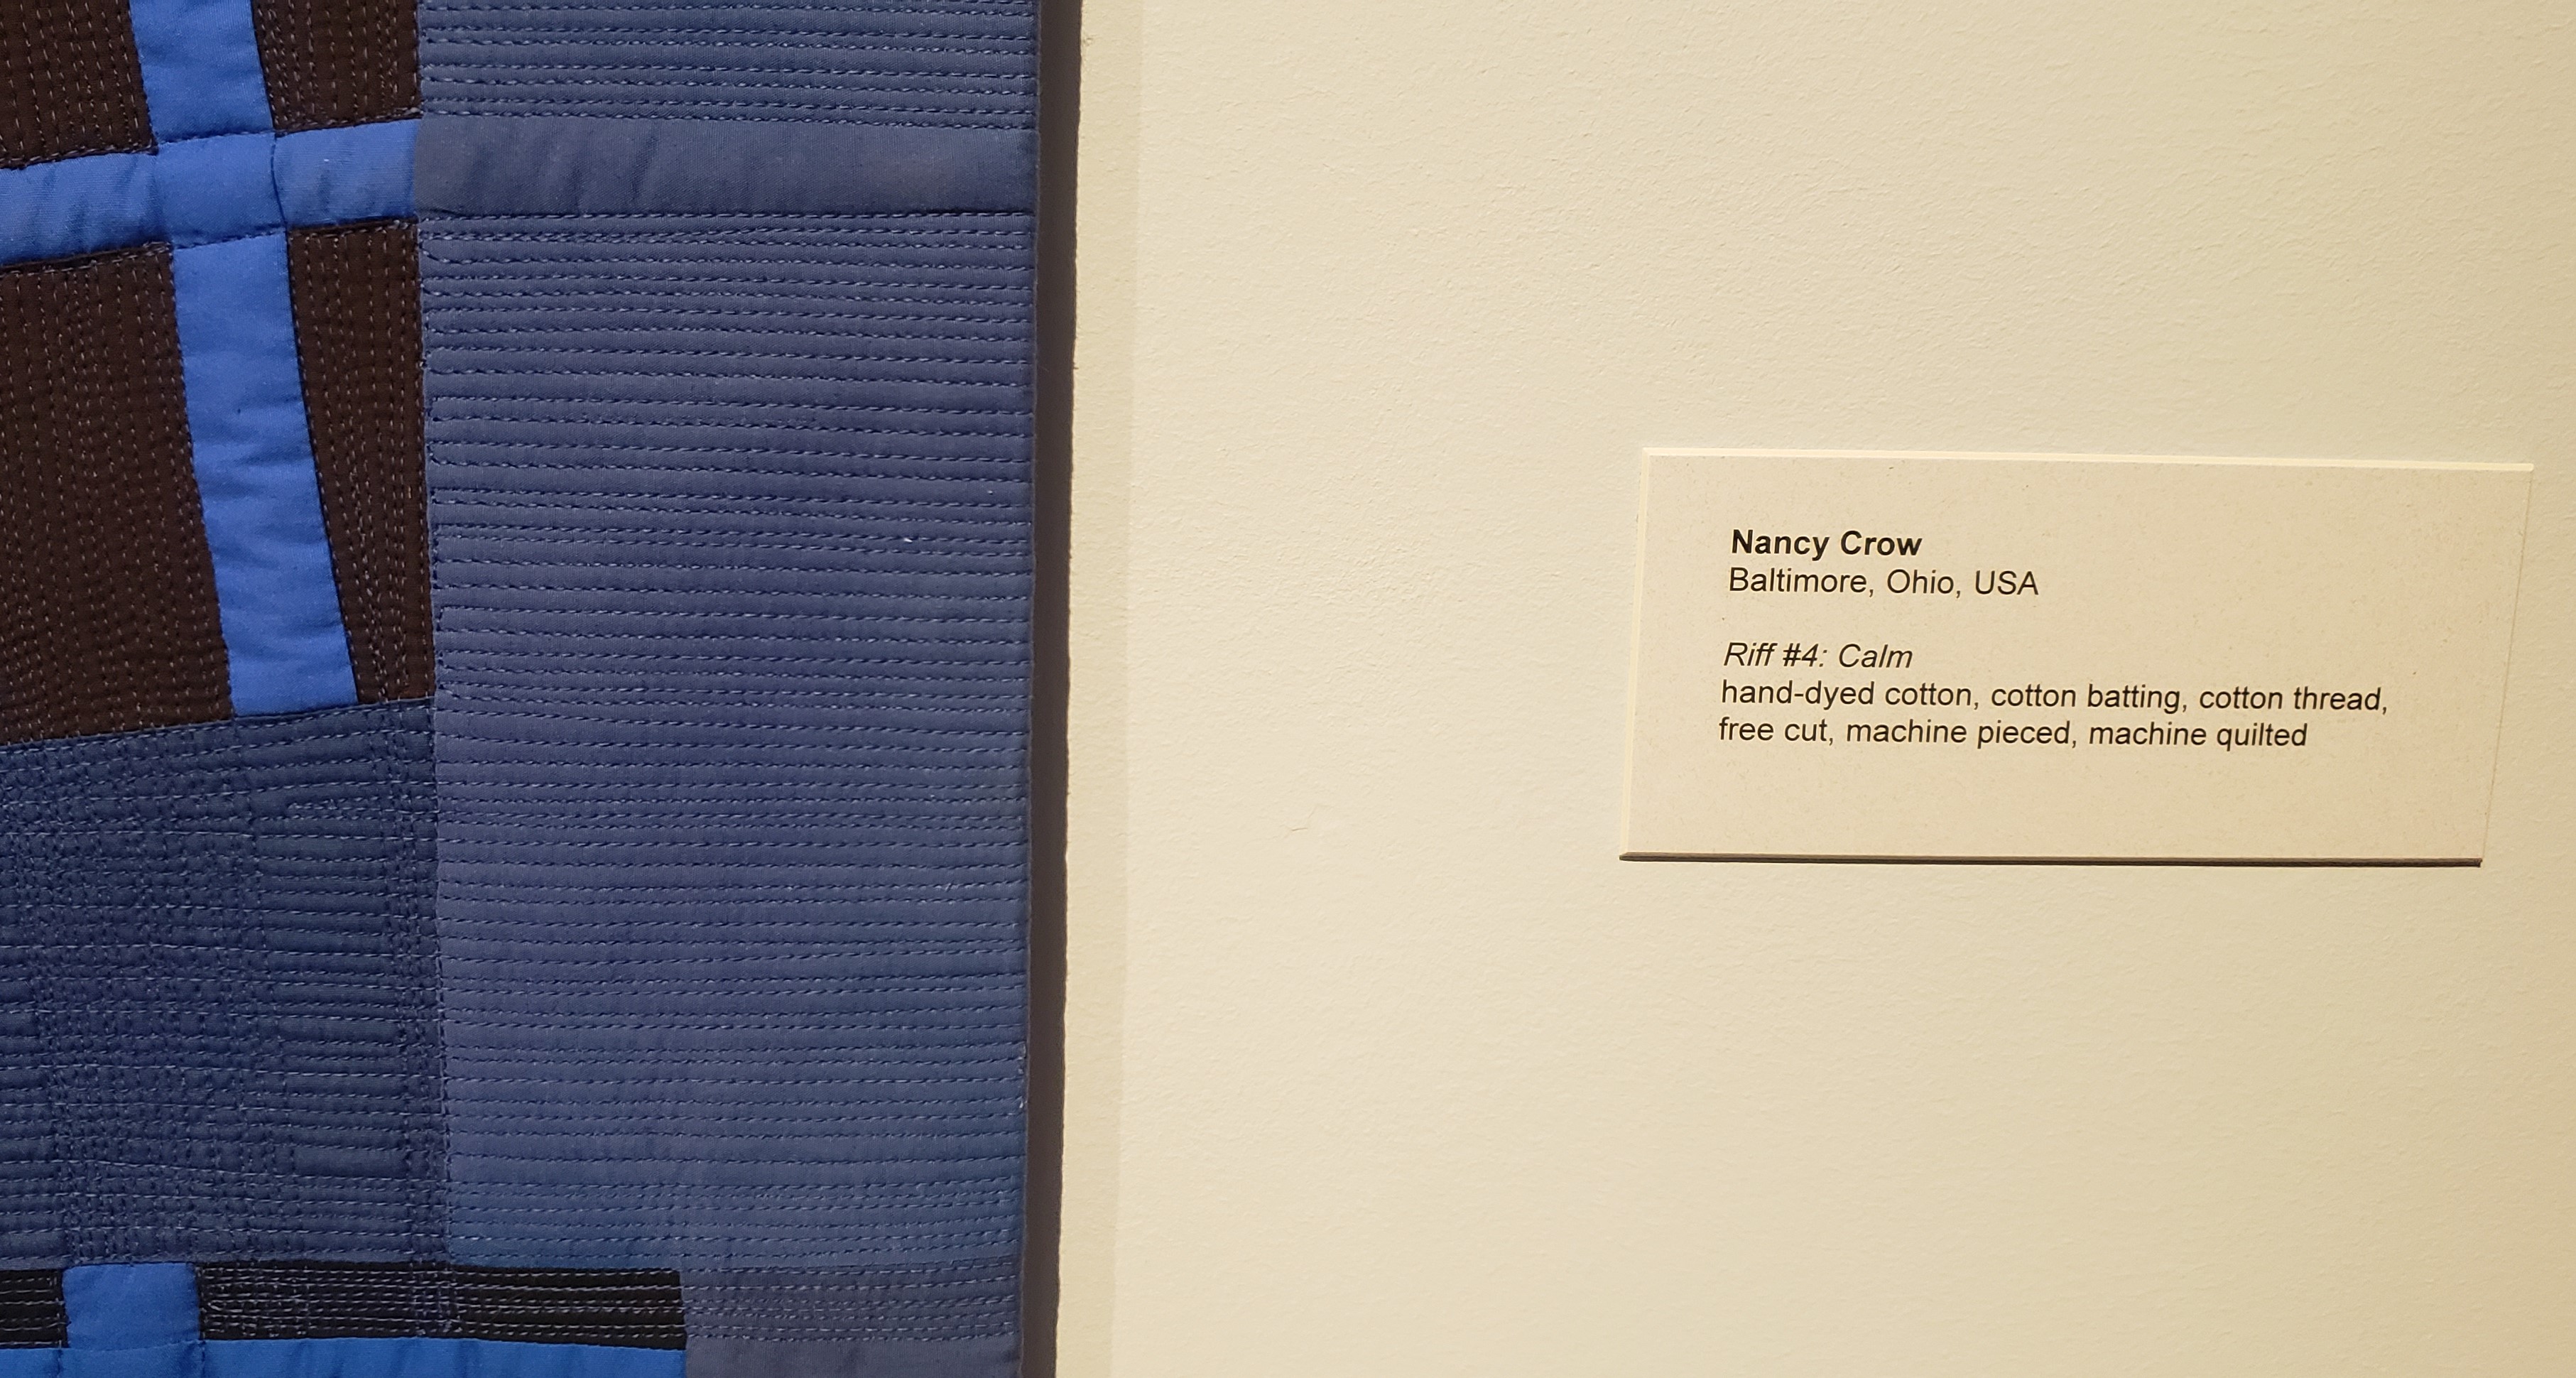 Nancy Crow
Baltimore, Ohio, USA
Riff #4: Calm
hand-dyed cotton, cotton batting, cotton thread,
free cut, machine pieced, machine quilted